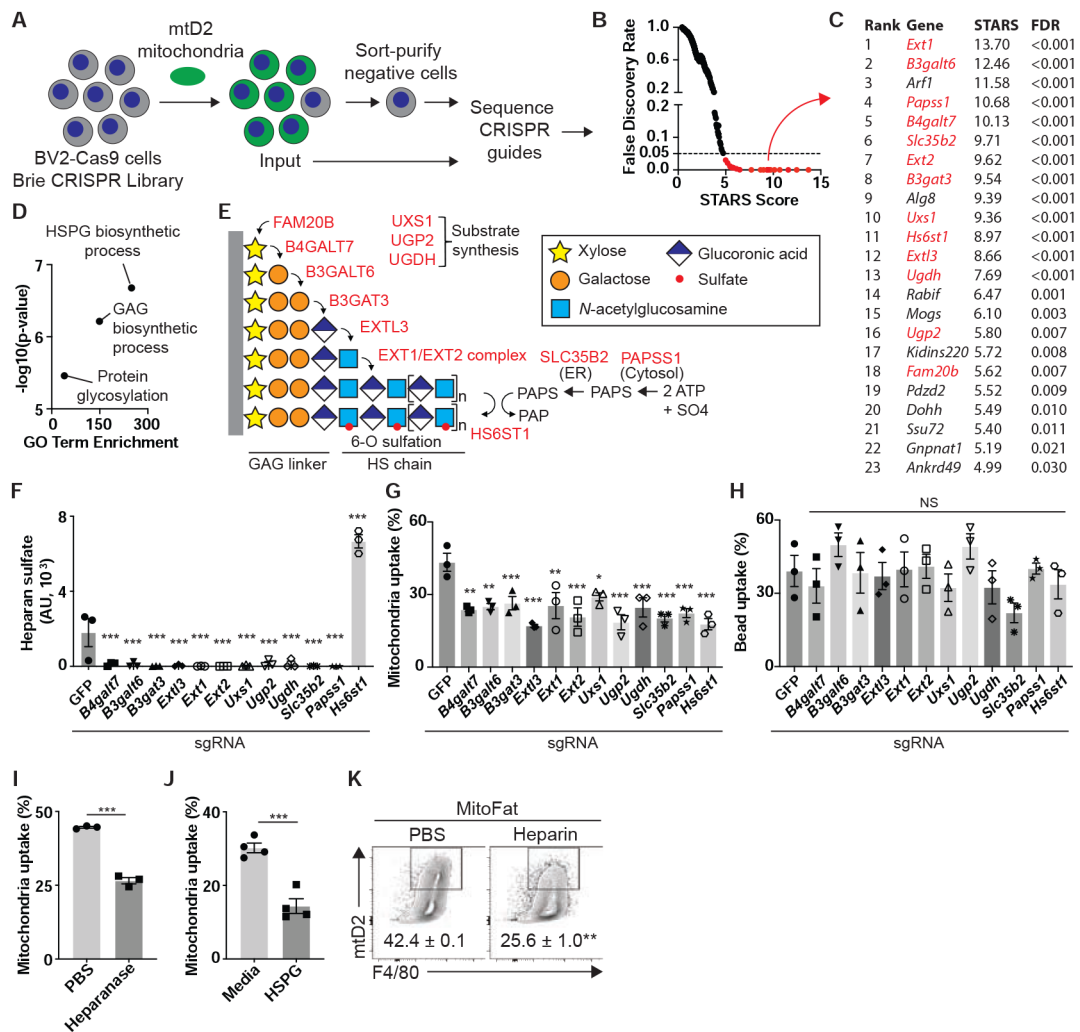 A
mtD2
mitochondria
Sort-purify
negative cells
BV2-Cas9 cells
Brie CRISPR Library
Input
Sequence
CRISPR
guides
B
False Discovery Rate
1.0
0.8
0.6
0.4
0.2
0.2
0.1
0.05
0
0
5
10
15
STARS Score
C
Rank Gene STARS FDR
1 Ext1 13.70 <0.001
2 B3galt6 12.46 <0.001
3 Arf1 11.58 <0.001
4 Papss1 10.68 <0.001
5 B4galt7 10.13 <0.001
6 Slc35b2 9.71 <0.001
7 Ext2 9.62 <0.001
8 B3gat3 9.54 <0.001
9 Alg8 9.39 <0.001
10 Uxs1 9.36 <0.001
11 Hs6st1 8.97 <0.001
12 Extl3 8.66 <0.001
13 Ugdh 7.69 <0.001
14 Rabif 6.47 0.001
15 Mogs 6.10 0.003
16 Ugp2 5.80 0.007
17 Kidins220 5.72 0.008
18 Fam20b 5.62 0.007
19 Pdzd2 5.52 0.009
20 Dohh 5.49 0.010
21 Ssu72 5.40 0.011
22 Gnpnat1 5.19 0.021
23 Ankrd49 4.99 0.030
D
HSPG biosynthetic
process
GAG
biosynthetic
process
Protein
glycosylation
-log10(p-value)
7
6
5
0
150
300
GO Term Enrichment
E
FAM20B
B4GALT7
B3GALT6
B3GAT3
EXTL3
EXT1/EXT2 complex
UXS1
UGP2
UGDH
Substrate
synthesis
Xylose
Galactose
N-acetylglucosamine
Glucoronic acid
Sulfate
SLC35B2
(ER)
PAPSS1
(Cytosol)
PAPS
PAPS
2 ATP
+ SO4
PAP
n
n
HS6ST1
6-O sulfation
GAG linker
HS chain
F
Heparan sulfate
(AU, 10^3)
8
4
0
*** *** *** *** *** *** *** *** *** *** *** ***
GFP
B4galt7
B3galt6
B3gat3
Extl3
Ext1
Ext2
Uxs1
Ugp2
Ugdh
Slc35b2
Papss1
Hs6st1
sgRNA
G
Mitochondria uptake (%)
60
30
0
** ** *** *** ** *** * *** *** *** *** ***
GFP
B4galt7
B3galt6
B3gat3
Extl3
Ext1
Ext2
Uxs1
Ugp2
Ugdh
Slc35b2
Papss1
Hs6st1
sgRNA
H
NS
Bead uptake (%)
60
30
0
GFP
B4galt7
B3galt6
B3gat3
Extl3
Ext1
Ext2
Uxs1
Ugp2
Ugdh
Slc35b2
Papss1
Hs6st1
sgRNA
I
Mitochondria uptake (%)
50
25
0
***
PBS
Heparanase
J
Mitochondria uptake (%)
40
20
0
***
Media
HSPG
K
MitoFat
PBS
Heparin
mtD2
42.4 ± 0.1
25.6 ± 1.0**
F4/80